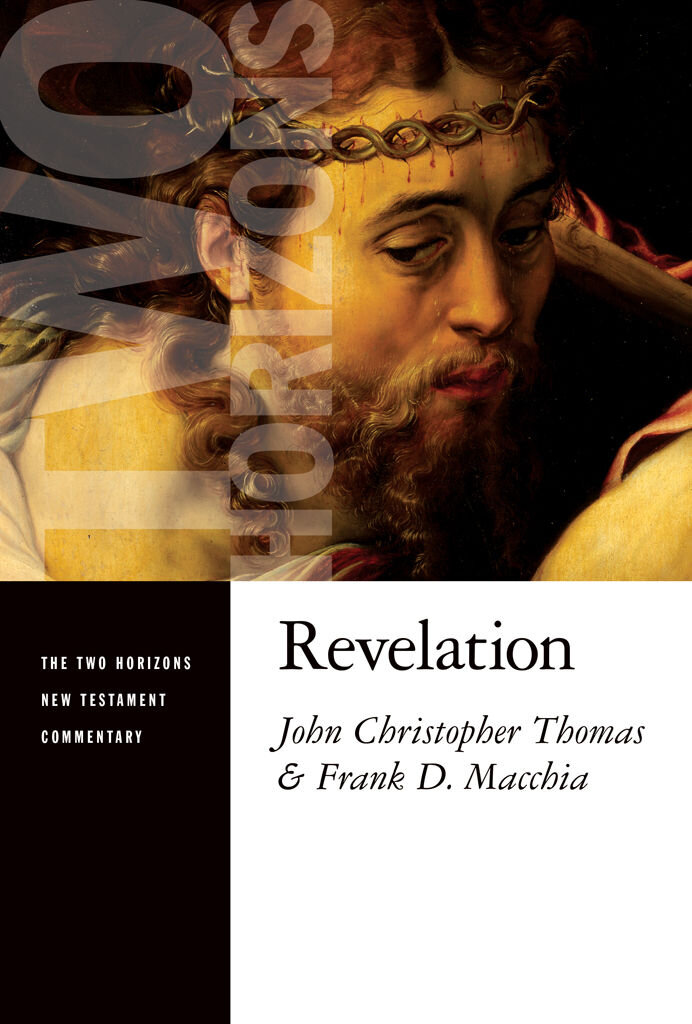 TWO
HORIZONS
THE TWO HORIZONS
NEW TESTAMENT
COMMENTARY
Revelation
John Christopher Thomas
& Frank D. Macchia